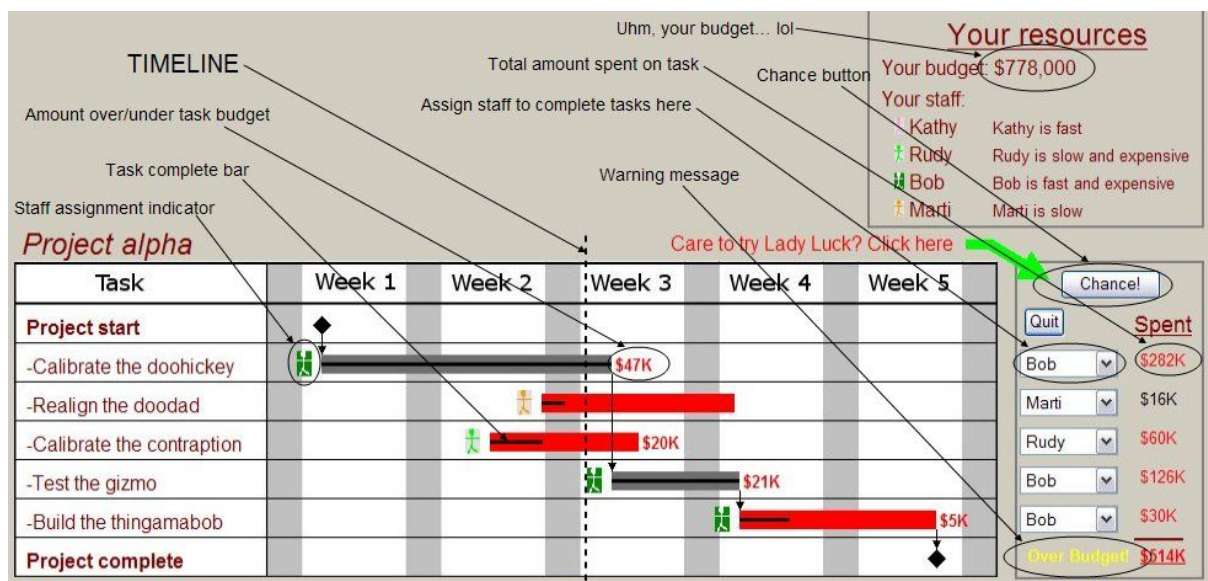 Uhm, your budget... lol
Your resources
TIMELINE
Total amount spent on task
Chance button
Your budget: $778,000
Amount over/under task budget
Assign staff to complete tasks here
Your staff:
Kathy Kathy is fast
Rudy Rudy is slow and expensive
Task complete bar
Warning message
Bob Bob is fast and expensive
Staff assignment indicator
Marti Marti is slow
Project alpha
Care to try Lady Luck? Click here
Task Week 1 Week 2 Week 3 Week 4 Week 5 Chance!
Project start Quit Spent
-Calibrate the doohickey $47K Bob $282K
-Realign the doodad Marti $16K
-Calibrate the contraption $20K Rudy $60K
-Test the gizmo $21K Bob $126K
-Build the thingamabob $5K Bob $30K
Project complete Over Budget! $514K